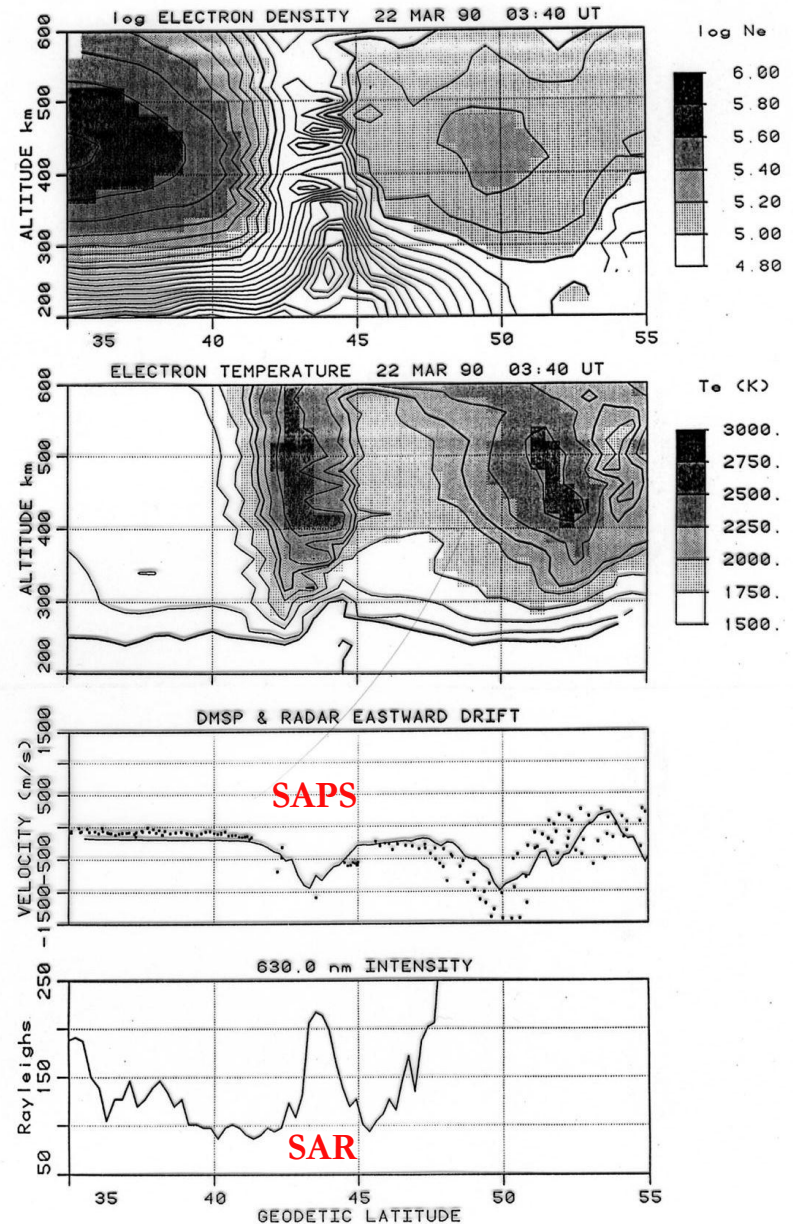 log ELECTRON DENSITY 22 MAR 90 03:40 UT
log Ne
600
500
400
300
200
ALTITUDE km
6.00
5.80
5.60
5.40
5.20
5.00
4.80
35 40 45 50 55
ELECTRON TEMPERATURE 22 MAR 90 03:40 UT
Te (K)
600
500
400
300
200
ALTITUDE km
3000.
2750.
2500.
2250.
2000.
1750.
1500.
DMSP & RADAR EASTWARD DRIFT
1500
500
-500
-1500
VELOCITY (m/s)
SAPS
630.0 nm INTENSITY
250
150
50
Rayleighs
SAR
35 40 45 50 55
GEODETIC LATITUDE